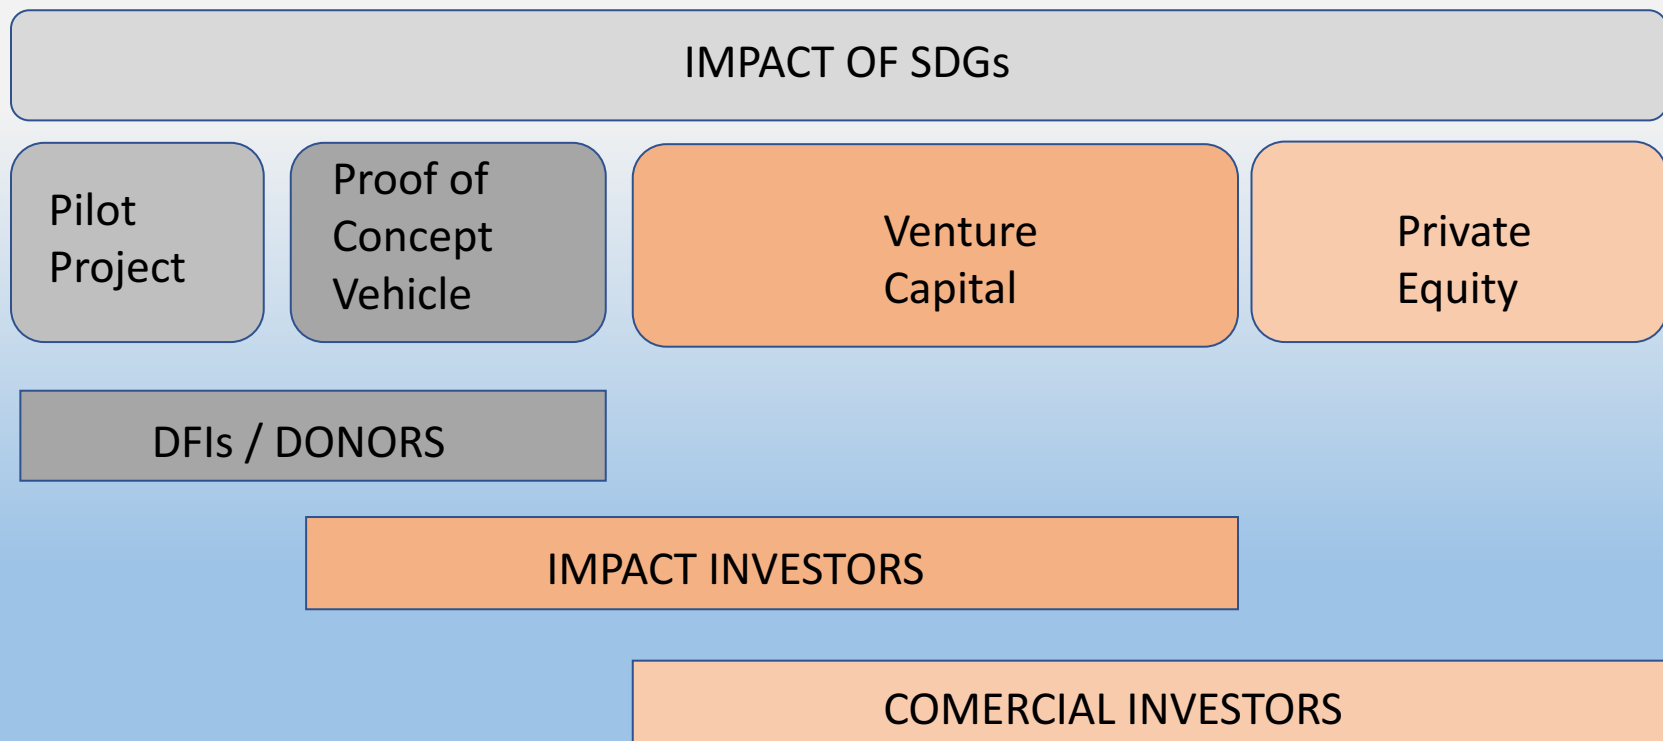 IMPACT OF SDGs
Pilot
Project
Proof of
Concept
Vehicle
Venture
Capital
Private
Equity
DFIs / DONORS
IMPACT INVESTORS
COMERCIAL INVESTORS